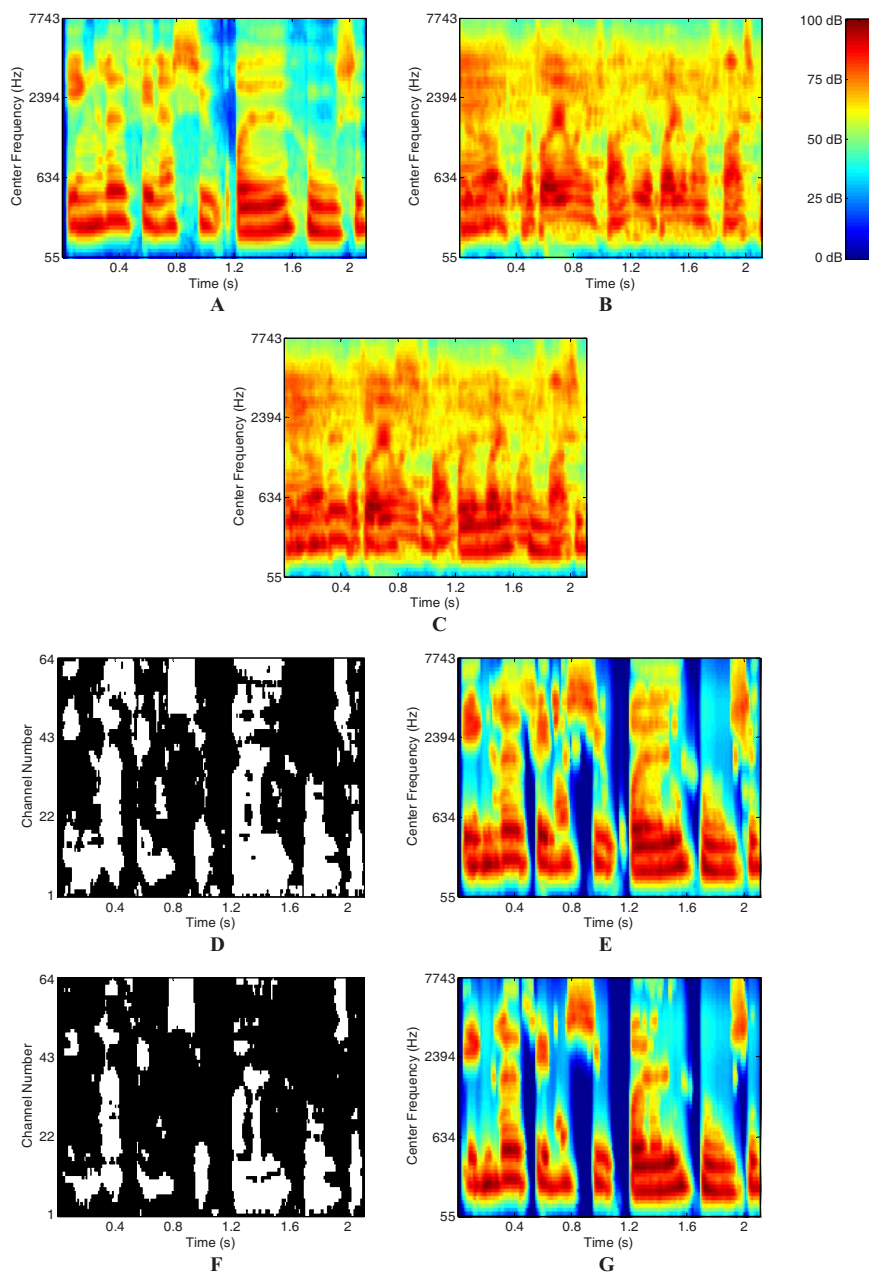 7743
2394
634
55
Center Frequency (Hz)
0.4 0.8 1.2 1.6 2
Time (s)
A
7743
2394
634
55
Center Frequency (Hz)
0.4 0.8 1.2 1.6 2
Time (s)
B
100 dB
75 dB
50 dB
25 dB
0 dB
7743
2394
634
55
Center Frequency (Hz)
0.4 0.8 1.2 1.6 2
Time (s)
C
64
43
22
1
Channel Number
0.4 0.8 1.2 1.6 2
Time (s)
D
7743
2394
634
55
Center Frequency (Hz)
0.4 0.8 1.2 1.6 2
Time (s)
E
64
43
22
1
Channel Number
0.4 0.8 1.2 1.6 2
Time (s)
F
7743
2394
634
55
Center Frequency (Hz)
0.4 0.8 1.2 1.6 2
Time (s)
G